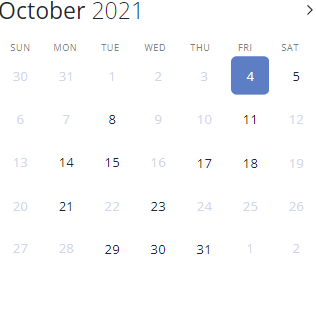 October 2021 >
SUN MON TUE WED THU FRI SAT
30 31 1 2 3 4 5
6 7 8 9 10 11 12
13 14 15 16 17 18 19
20 21 22 23 24 25 26
27 28 29 30 31 1 2